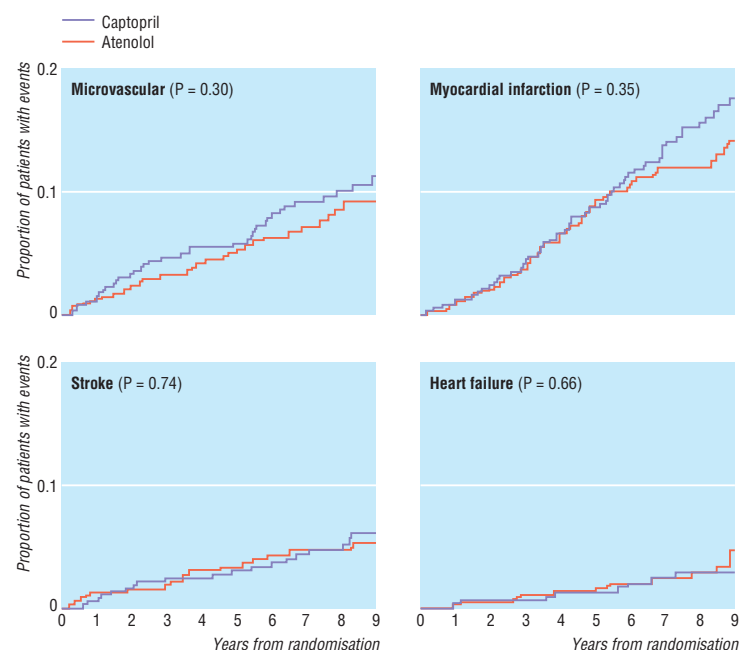 Captopril
Atenolol
Proportion of patients with events
0.2
0.1
0
Microvascular (P = 0.30)
Myocardial infarction (P = 0.35)
Proportion of patients with events
0.2
0.1
0
Stroke (P = 0.74)
Heart failure (P = 0.66)
0 1 2 3 4 5 6 7 8 9
0 1 2 3 4 5 6 7 8 9
Years from randomisation
Years from randomisation